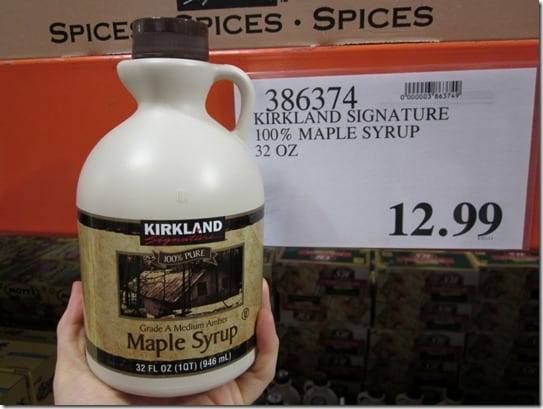 SPICES · SPICES · SPICES
386374
0000003863749
KIRKLAND SIGNATURE
100% MAPLE SYRUP
32 OZ
12.99
KIRKLAND
Signature
100% PURE
Grade A Medium Amber
Maple Syrup
32 FL OZ (1QT) (946 mL)